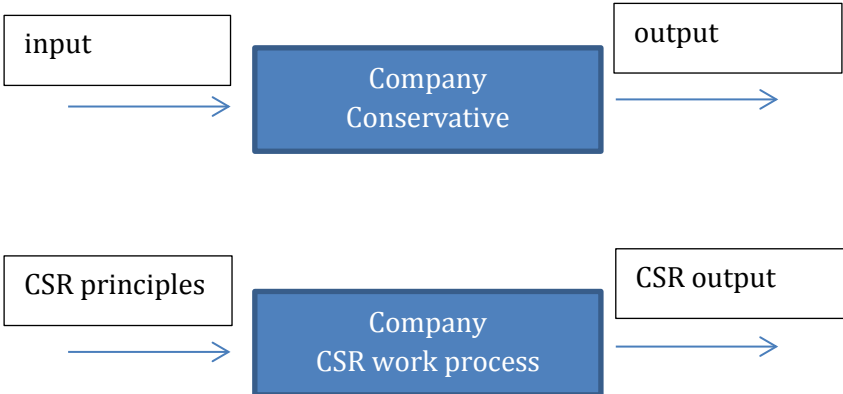 input
Company
Conservative
output
CSR principles
Company
CSR work process
CSR output